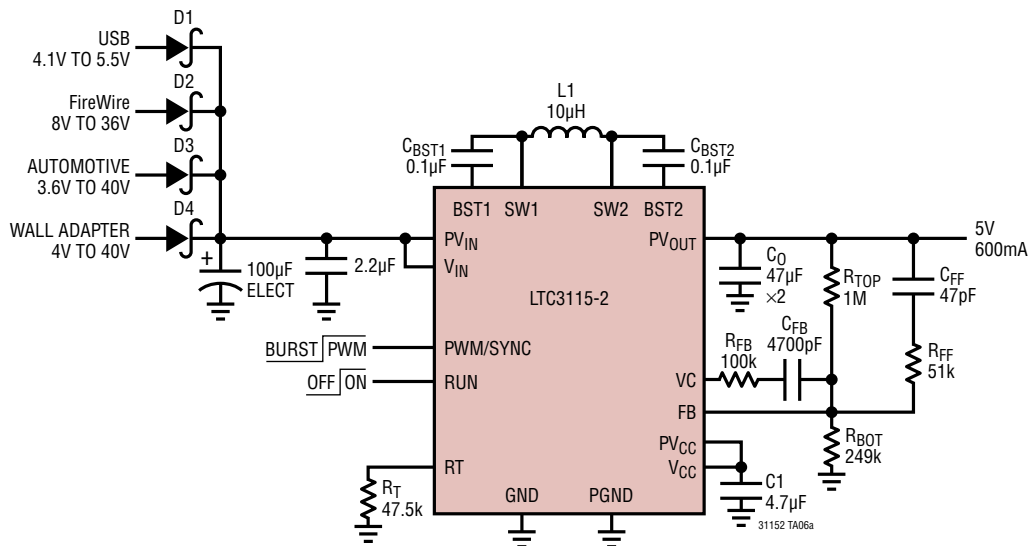 D1
USB
4.1V TO 5.5V
D2
FireWire
8V TO 36V
D3
AUTOMOTIVE
3.6V TO 40V
D4
WALL ADAPTER
4V TO 40V
+
100µF
ELECT
2.2µF
L1
10µH
CBST1
0.1µF
CBST2
0.1µF
BST1 SW1 SW2 BST2
PVIN
VIN
PVOUT
LTC3115-2
5V
600mA
CO
47µF
×2
RTOP
1M
CFF
47pF
BURST PWM
PWM/SYNC
OFF ON
RUN
RFB
100k
CFB
4700pF
RFF
51k
VC
FB
RBOT
249k
PVCC
VCC
RT
RT
47.5k
GND PGND
C1
4.7µF
31152 TA06a